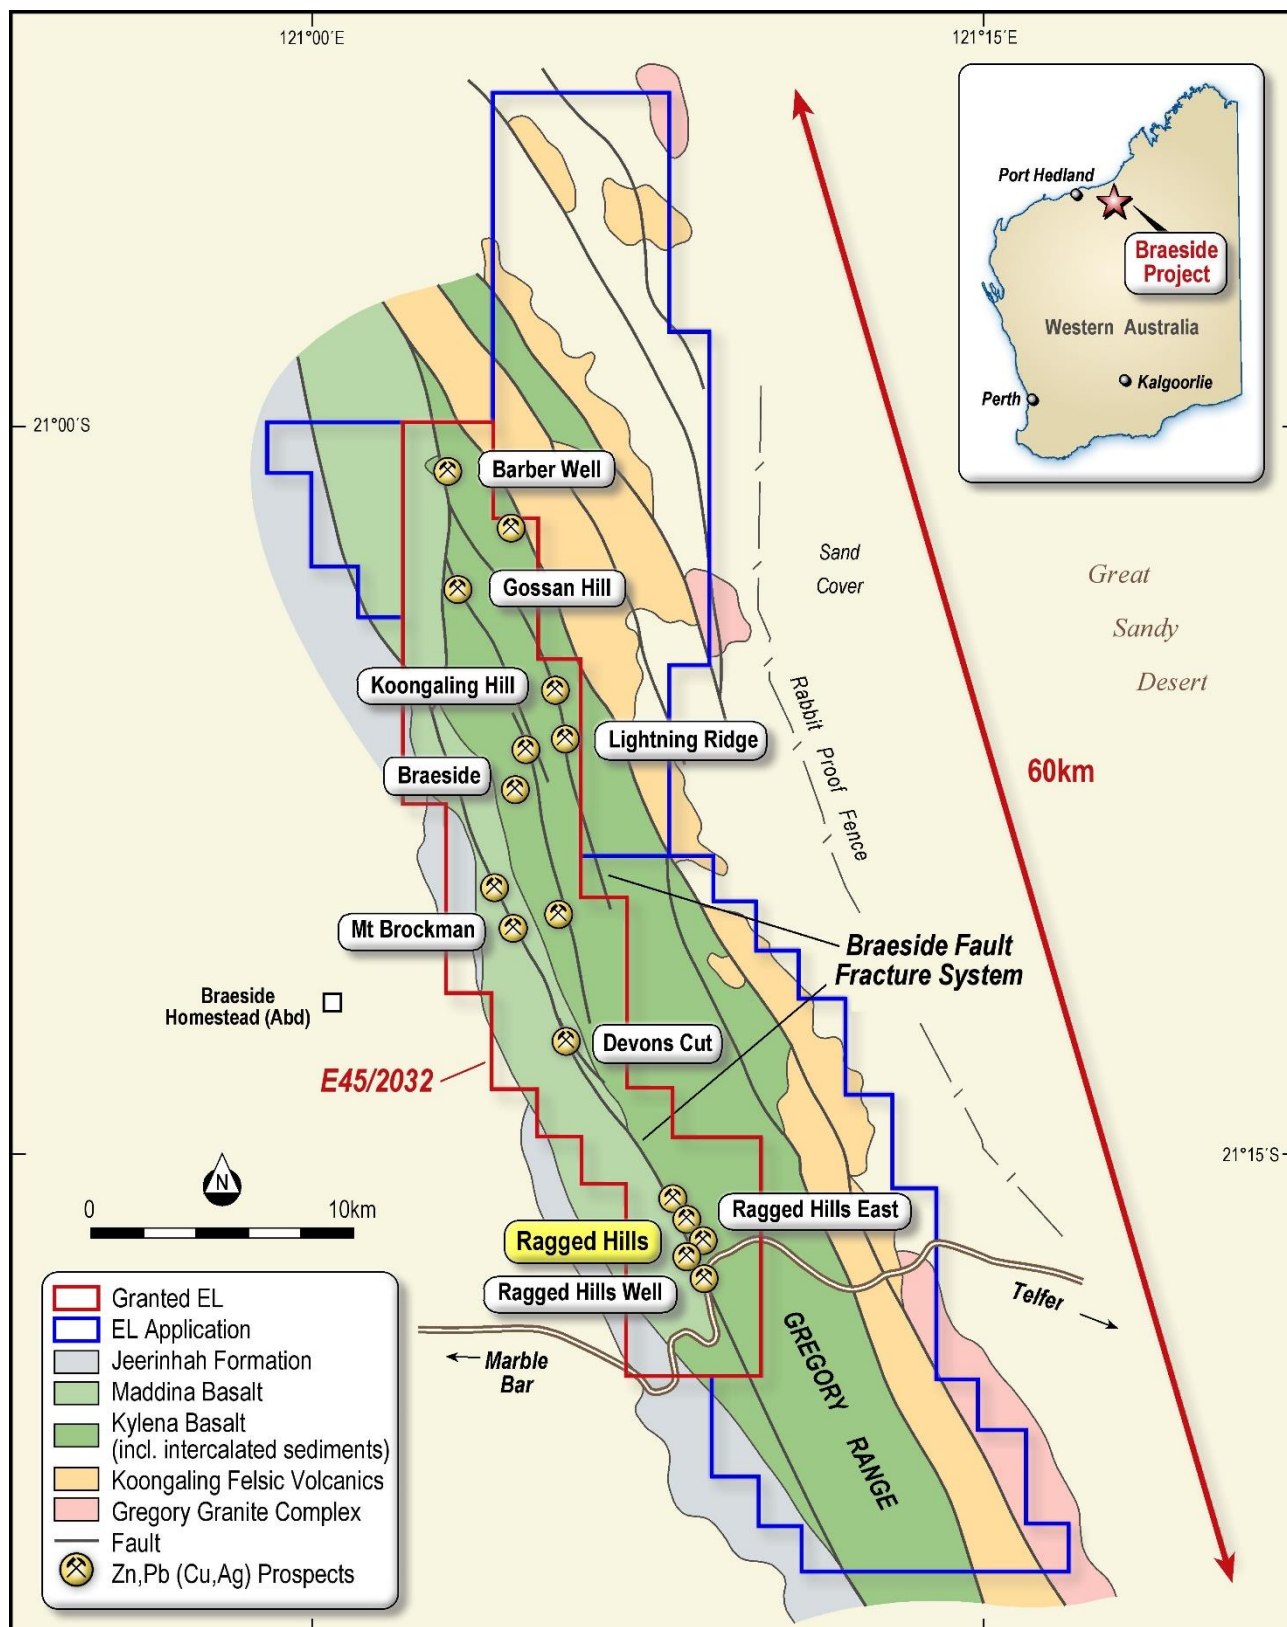 121°00´E
121°15´E
21°00´S
21°15´S
Port Hedland
Braeside
Project
Western Australia
Kalgoorlie
Perth
Barber Well
Gossan Hill
Koongaling Hill
Lightning Ridge
Braeside
Mt Brockman
Devons Cut
Ragged Hills East
Ragged Hills
Ragged Hills Well
Sand
Cover
Great
Sandy
Desert
Rabbit Proof Fence
60km
Braeside Fault
Fracture System
Braeside
Homestead (Abd)
E45/2032
N
0
10km
Marble
Bar
Telfer
GREGORY RANGE
Granted EL
EL Application
Jeerinhah Formation
Maddina Basalt
Kylena Basalt
(incl. intercalated sediments)
Koongaling Felsic Volcanics
Gregory Granite Complex
Fault
Zn,Pb (Cu,Ag) Prospects